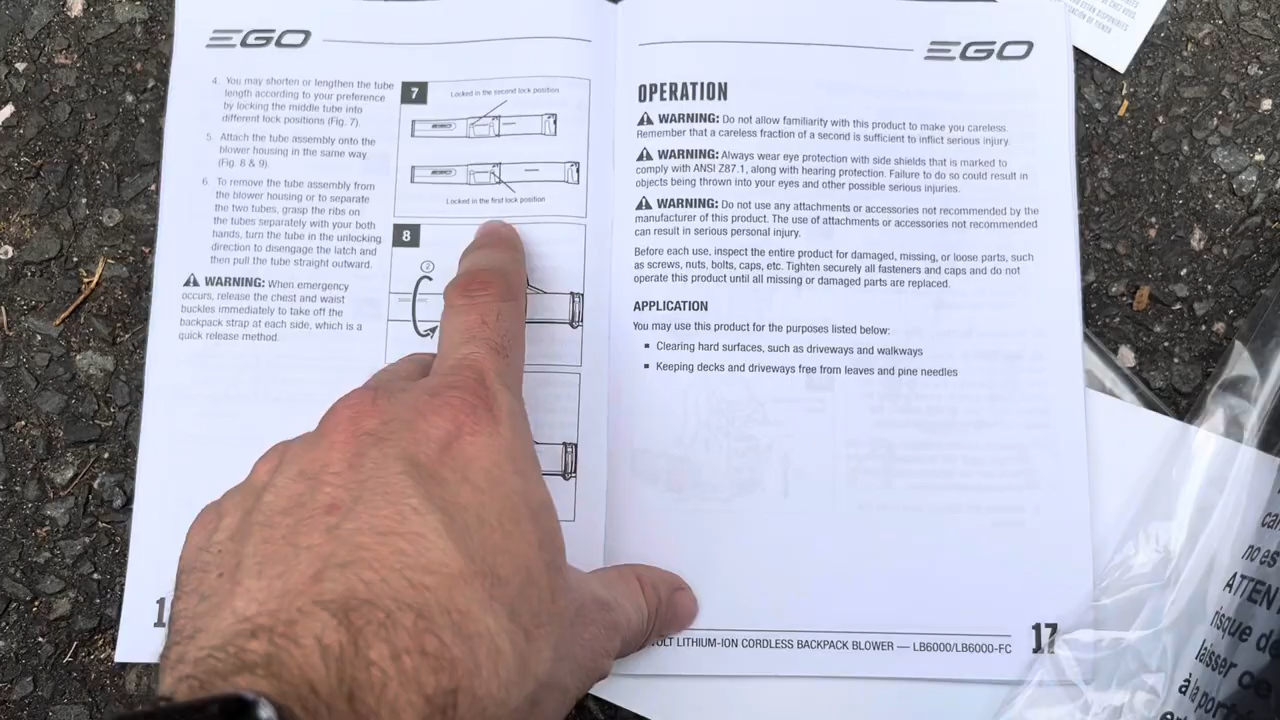 EGO
4. You may shorten or lengthen the tube
length according to your preference
by locking the middle tube into
different lock positions (Fig. 7).
5. Attach the tube assembly onto the
blower housing in the same way
(Fig. 8 & 9).
6. To remove the tube assembly from
the blower housing or to separate
the two tubes, grasp the ribs on
the tubes separately with your both
hands, turn the tube in the unlocking
direction to disengage the latch and
then pull the tube straight outward.
WARNING: When emergency
occurs, release the chest and waist
buckles immediately to take off the
backpack strap at each side, which is a
quick release method.
7
Locked in the second lock position
Locked in the first lock position
8
2
EGO
OPERATION
WARNING: Do not allow familiarity with this product to make you careless.
Remember that a careless fraction of a second is sufficient to inflict serious injury.
WARNING: Always wear eye protection with side shields that is marked to
comply with ANSI Z87.1, along with hearing protection. Failure to do so could result in
objects being thrown into your eyes and other possible serious injuries.
WARNING: Do not use any attachments or accessories not recommended by the
manufacturer of this product. The use of attachments or accessories not recommended
can result in serious personal injury.
Before each use, inspect the entire product for damaged, missing, or loose parts, such
as screws, nuts, bolts, caps, etc. Tighten securely all fasteners and caps and do not
operate this product until all missing or damaged parts are replaced.
APPLICATION
You may use this product for the purposes listed below:
▪ Clearing hard surfaces, such as driveways and walkways
▪ Keeping decks and driveways free from leaves and pine needles
LITHIUM-ION CORDLESS BACKPACK BLOWER — LB6000/LB6000-FC
17
no es
ATTEN
risque de
laisser ce
à la por